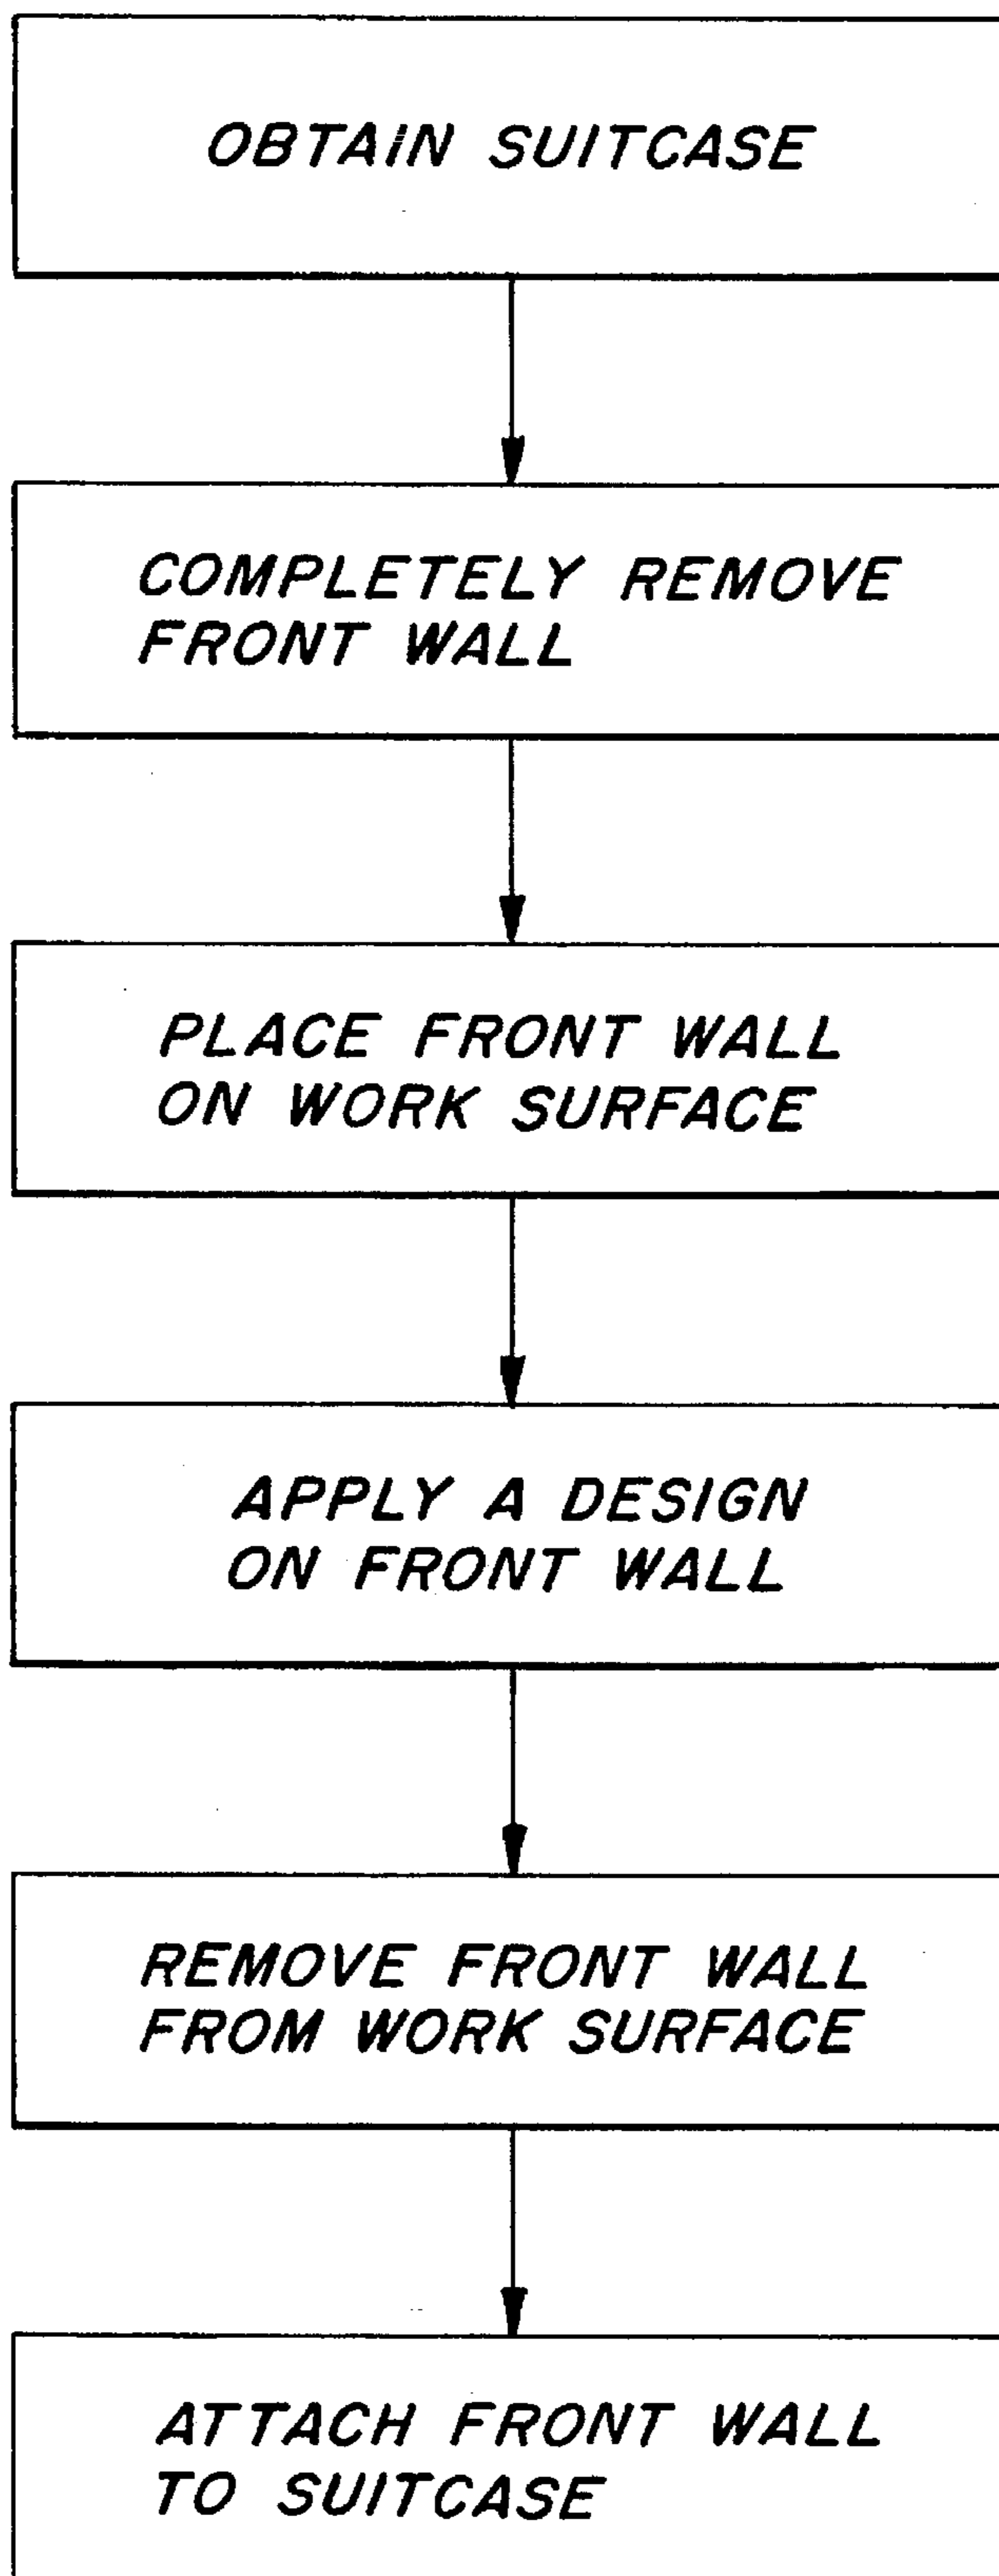 OBTAIN SUITCASE
COMPLETELY REMOVE
FRONT WALL
PLACE FRONT WALL
ON WORK SURFACE
APPLY A DESIGN
ON FRONT WALL
REMOVE FRONT WALL
FROM WORK SURFACE
ATTACH FRONT WALL
TO SUITCASE